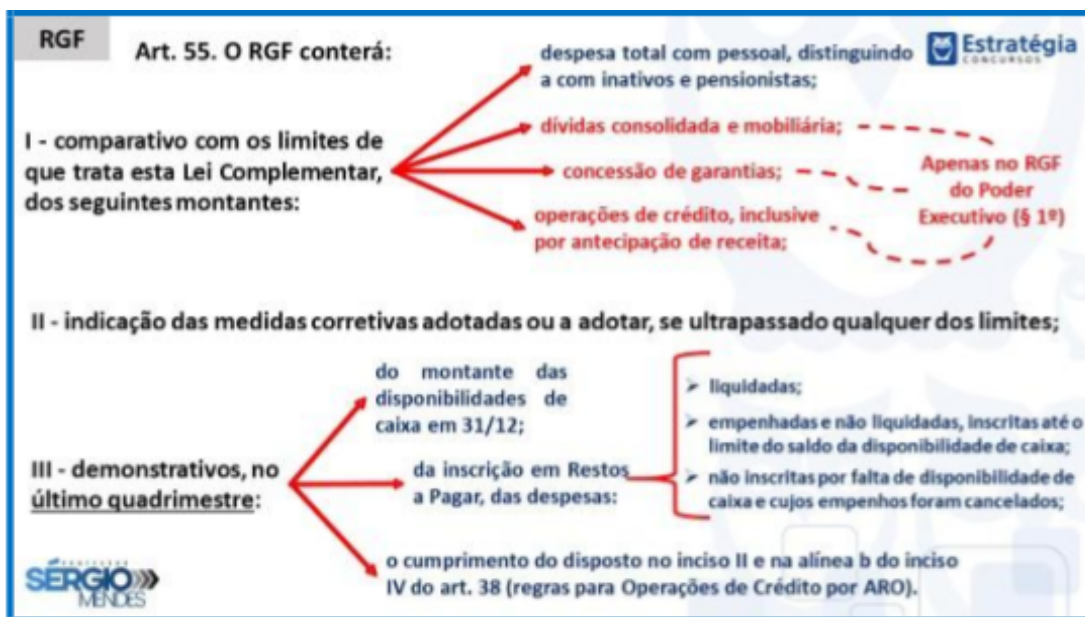 RGF
Art. 55. O RGF conterá:
Estratégia
CONCURSOS
I - comparativo com os limites de
que trata esta Lei Complementar,
dos seguintes montantes:
despesa total com pessoal, distinguindo
a com inativos e pensionistas;
dívidas consolidada e mobiliária;
concessão de garantias;
operações de crédito, inclusive
por antecipação de receita;
Apenas no RGF
do Poder
Executivo (§ 1º)
II - indicação das medidas corretivas adotadas ou a adotar, se ultrapassado qualquer dos limites;
III - demonstrativos, no
último quadrimestre:
do montante das
disponibilidades de
caixa em 31/12;
da inscrição em Restos
a Pagar, das despesas:
➢ liquidadas;
➢ empenhadas e não liquidadas, inscritas até o
limite do saldo da disponibilidade de caixa;
➢ não inscritas por falta de disponibilidade de
caixa e cujos empenhos foram cancelados;
o cumprimento do disposto no inciso II e na alínea b do inciso
IV do art. 38 (regras para Operações de Crédito por ARO).
PROFESSOR
SÉRGIO
MENDES